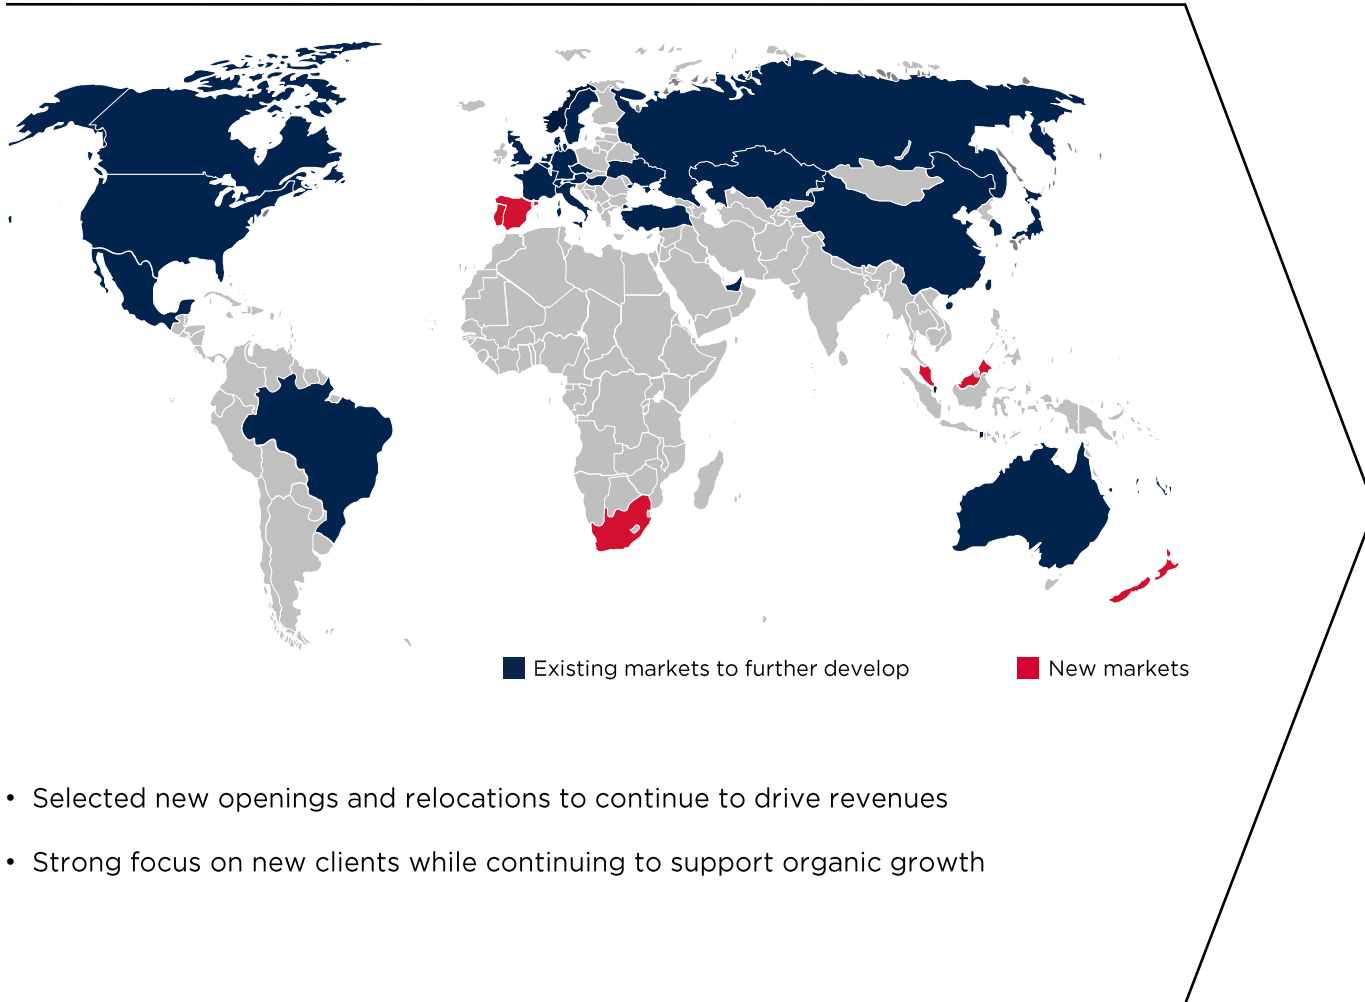 Existing markets to further develop
New markets
• Selected new openings and relocations to continue to drive revenues
• Strong focus on new clients while continuing to support organic growth